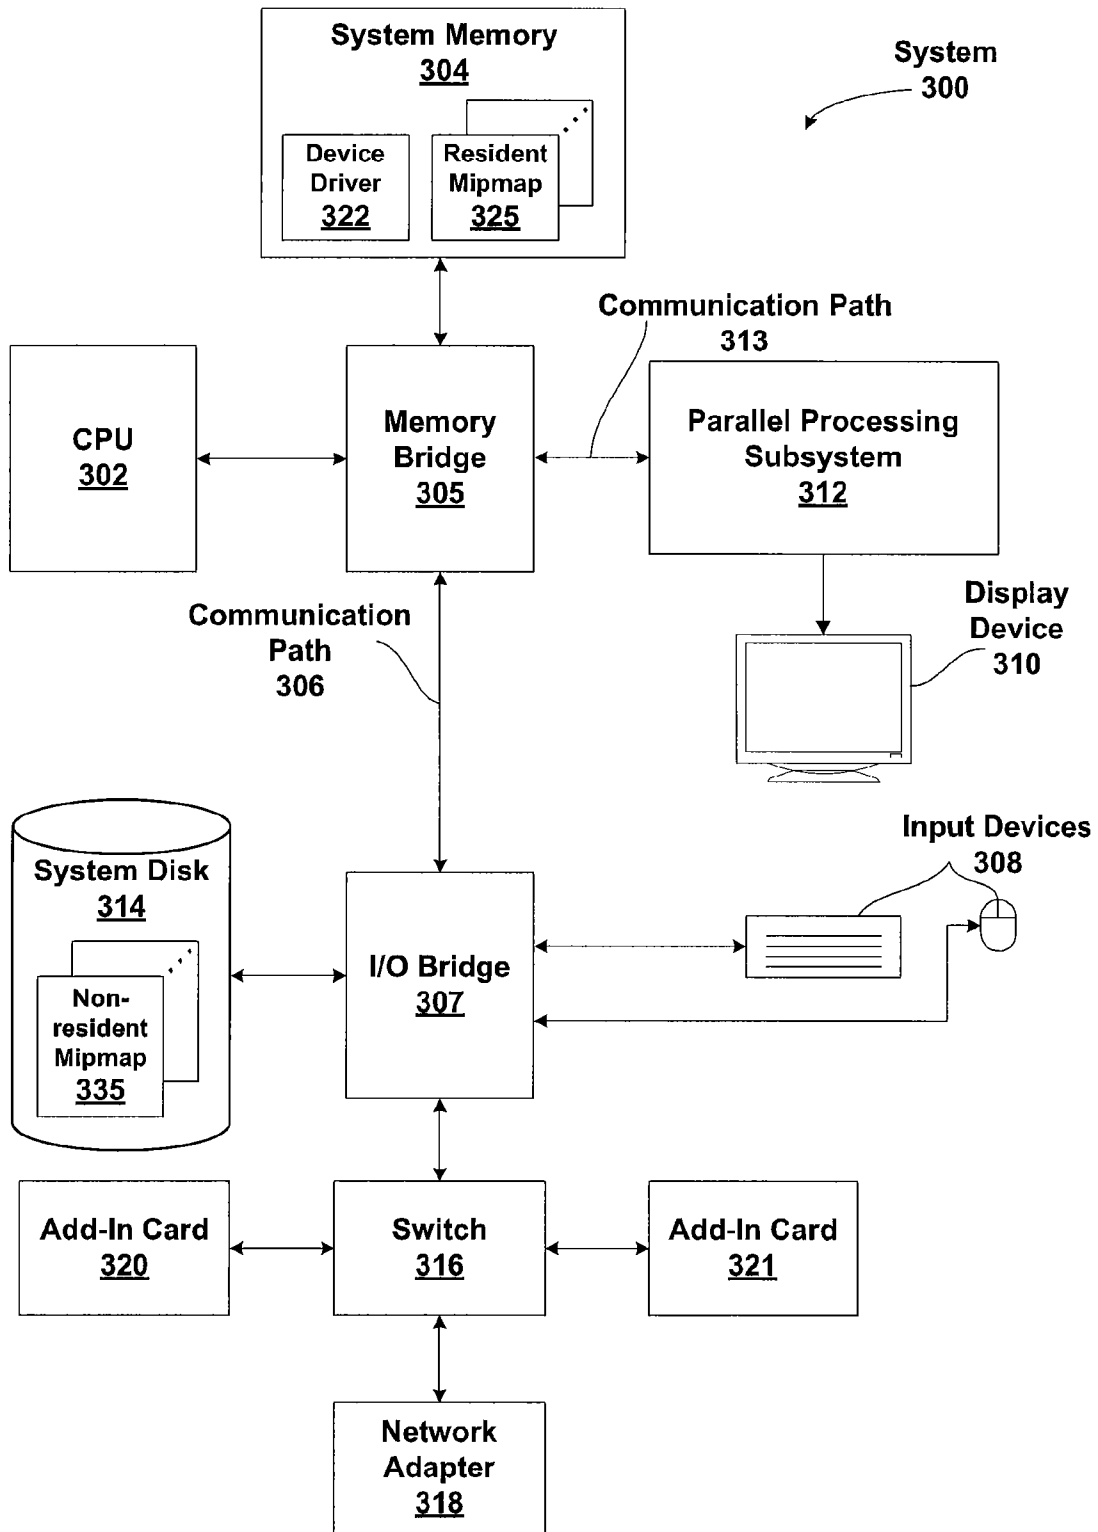 System Memory
304
Device
Driver
322
Resident
Mipmap
325
System
300
Communication Path
313
CPU
302
Memory
Bridge
305
Parallel Processing
Subsystem
312
Communication
Path
306
Display
Device
310
System Disk
314
Non-
resident
Mipmap
335
I/O Bridge
307
Input Devices
308
Add-In Card
320
Switch
316
Add-In Card
321
Network
Adapter
318